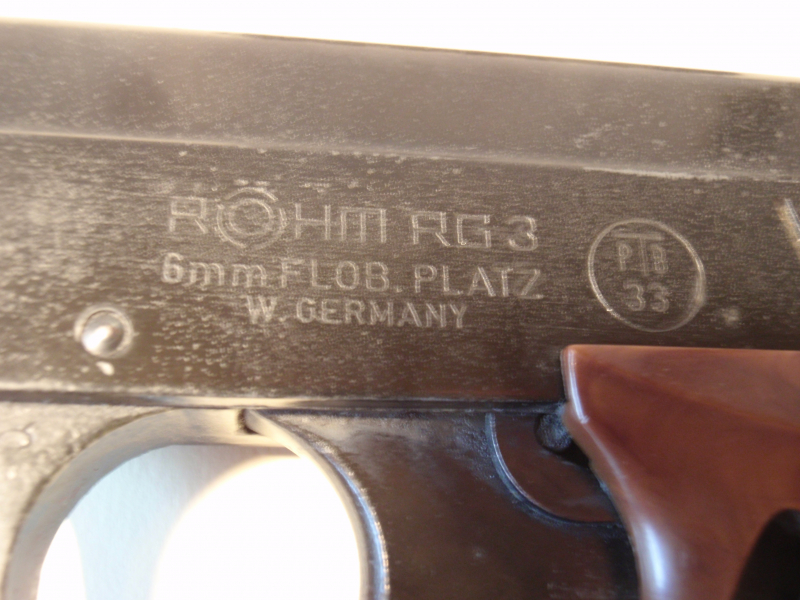 RÖHM RG 3
6mm FLOB. PLATZ
W. GERMANY
PTB
33